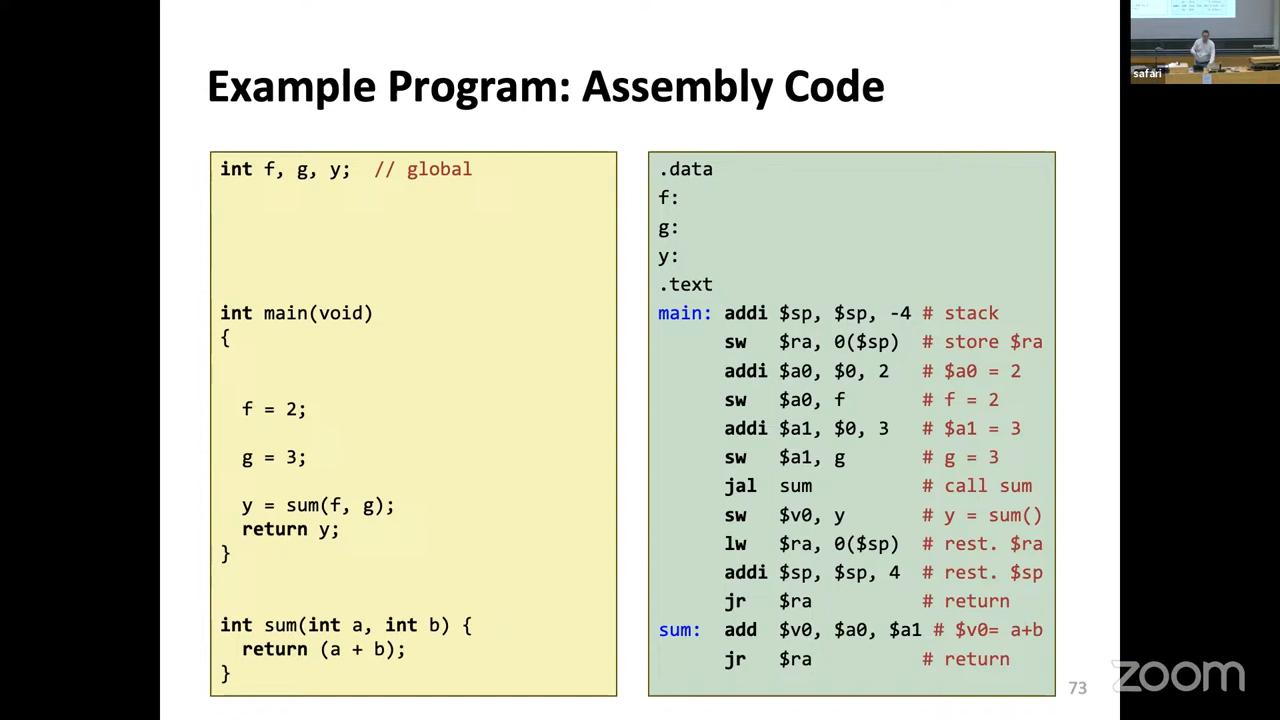 safari
Example Program: Assembly Code
int f, g, y; // global
int main(void)
{
f = 2;
g = 3;
y = sum(f, g);
return y;
}
int sum(int a, int b) {
return (a + b);
}
.data
f:
g:
y:
.text
main: addi $sp, $sp, -4 # stack
sw $ra, 0($sp) # store $ra
addi $a0, $0, 2 # $a0 = 2
sw $a0, f # f = 2
addi $a1, $0, 3 # $a1 = 3
sw $a1, g # g = 3
jal sum # call sum
sw $v0, y # y = sum()
lw $ra, 0($sp) # rest. $ra
addi $sp, $sp, 4 # rest. $sp
jr $ra # return
sum: add $v0, $a0, $a1 # $v0= a+b
jr $ra # return
73
zoom